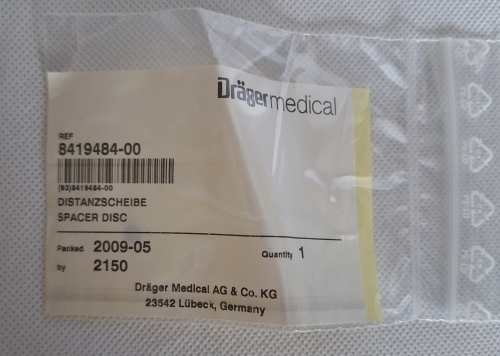 Drägermedical
REF
8419484-00
(93)8419484-00
DISTANZSCHEIBE
SPACER DISC
Packed 2009-05 Quantity 1
by 2150
Dräger Medical AG & Co. KG
23542 Lübeck, Germany